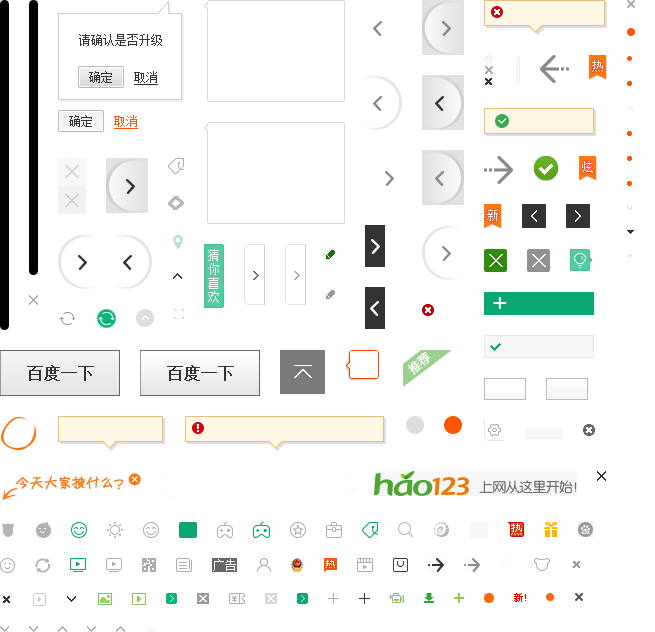 请确认是否升级
确定 取消
确定 取消
热
炫
新
猜你喜欢
百度一下
百度一下
推荐
今天大家搜什么?
hao123 上网从这里开始!
热
广告
热
新!